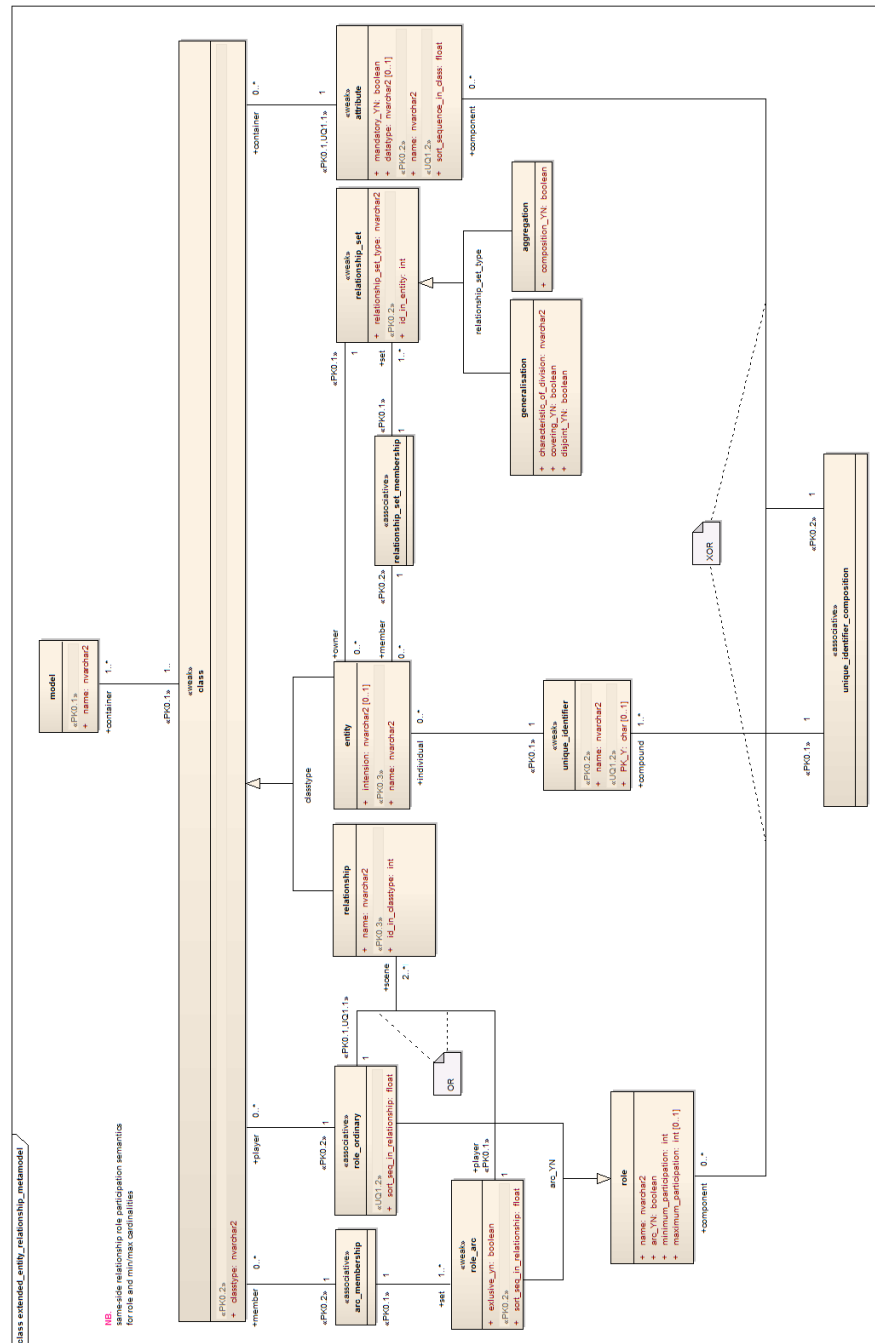 class extended_entity_relationship_metamodel
NB.
same-side relationship role participation semantics
for role and min/max cardinalities
model
«PK0.1»
+ name: nvarchar2
+container
1..*
«PK0.1»
1..
«weak»
class
«PK0.2»
+ classtype: nvarchar2
+member
0..*
+player
0..*
classtype
+container
0..*
«PK0.2»
1
«associative»
arc_membership
«PK0.1»
1
+set
1..*
«weak»
role_arc
+ exlusive_yn: boolean
«PK0.2»
+ sort_seq_in_relationship: float
+player
«PK0.1»
1
«PK0.2»
1
«associative»
role_ordinary
«UQ1.2»
+ sort_seq_in_relationship: float
«PK0.1,UQ1.1»
1
OR
+scene
2..*
relationship
+ name: nvarchar2
«PK0.3»
+ id_in_classtype: int
entity
+ intension: nvarchar2 [0..1]
«PK0.3»
+ name: nvarchar2
+owner
0..*
+member
0..*
+individual
0..*
«PK0.2»
1
«associative»
relationship_set_membership
«PK0.1»
1
+set
1..*
«PK0.1»
1
«weak»
relationship_set
+ relationship_set_type: nvarchar2
«PK0.2»
+ id_in_entity: int
relationship_set_type
generalisation
+ characteristic_of_division: nvarchar2
+ covering_YN: boolean
+ disjoint_YN: boolean
aggregation
+ composition_YN: boolean
«PK0.1,UQ1.1»
1
«weak»
attribute
+ mandatory_YN: boolean
+ datatype: nvarchar2 [0..1]
«PK0.2»
+ name: nvarchar2
«UQ1.2»
+ sort_sequence_in_class: float
+component
0..*
arc_YN
role
+ name: nvarchar2
+ arc_YN: boolean
+ minimum_participation: int
+ maximum_participation: int [0..1]
+component
0..*
«PK0.1»
1
«weak»
unique_identifier
«PK0.2»
+ name: nvarchar2
«UQ1.2»
+ PK_Y: char [0..1]
+compound
1..*
XOR
«PK0.1»
1
«PK0.2»
1
«associative»
unique_identifier_composition